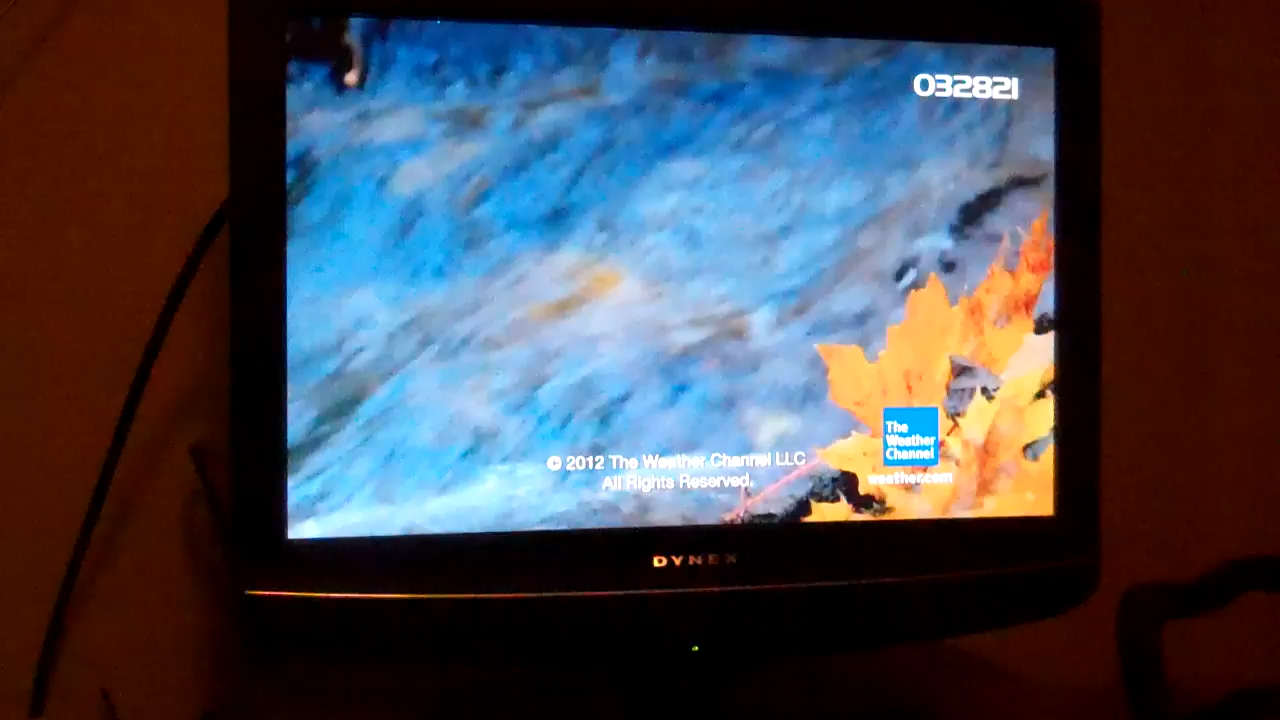 032821
The
Weather
Channel
weather.com
© 2012 The Weather Channel LLC
All Rights Reserved.
DYNEX